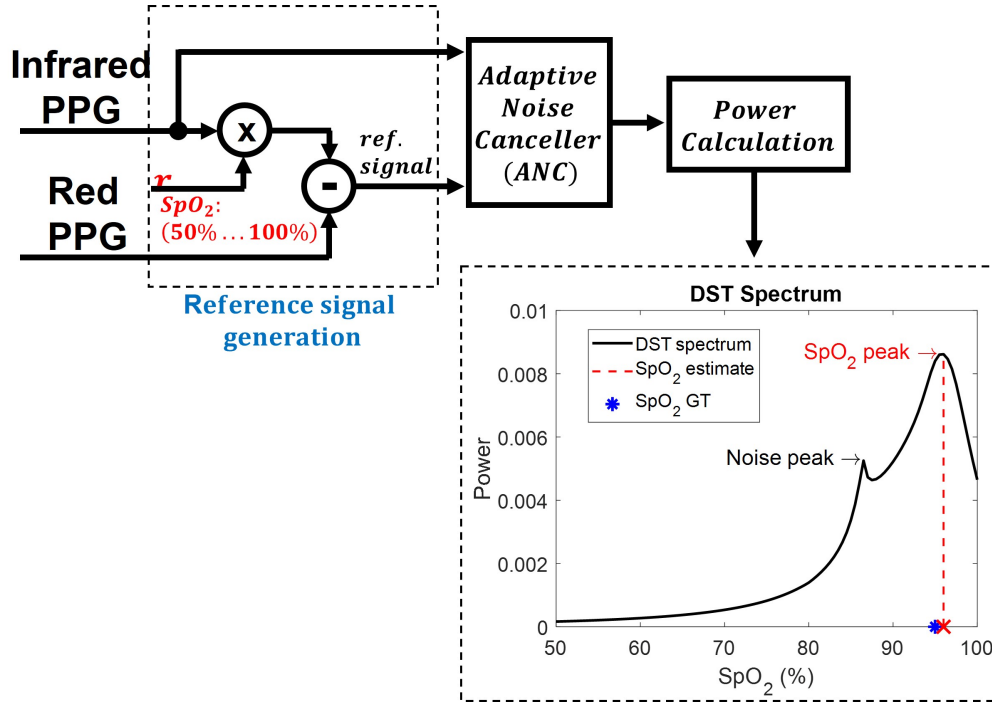 Infrared
PPG
x
r
SpO₂:
(50% … 100%)
Red
PPG
-
ref.
signal
Reference signal
generation
Adaptive
Noise
Canceller
(ANC)
Power
Calculation
DST Spectrum
0.01
0.008
0.006
0.004
0.002
0
Power
DST spectrum
SpO₂ estimate
SpO₂ GT
SpO₂ peak→
Noise peak→
50 60 70 80 90 100
SpO₂ (%)